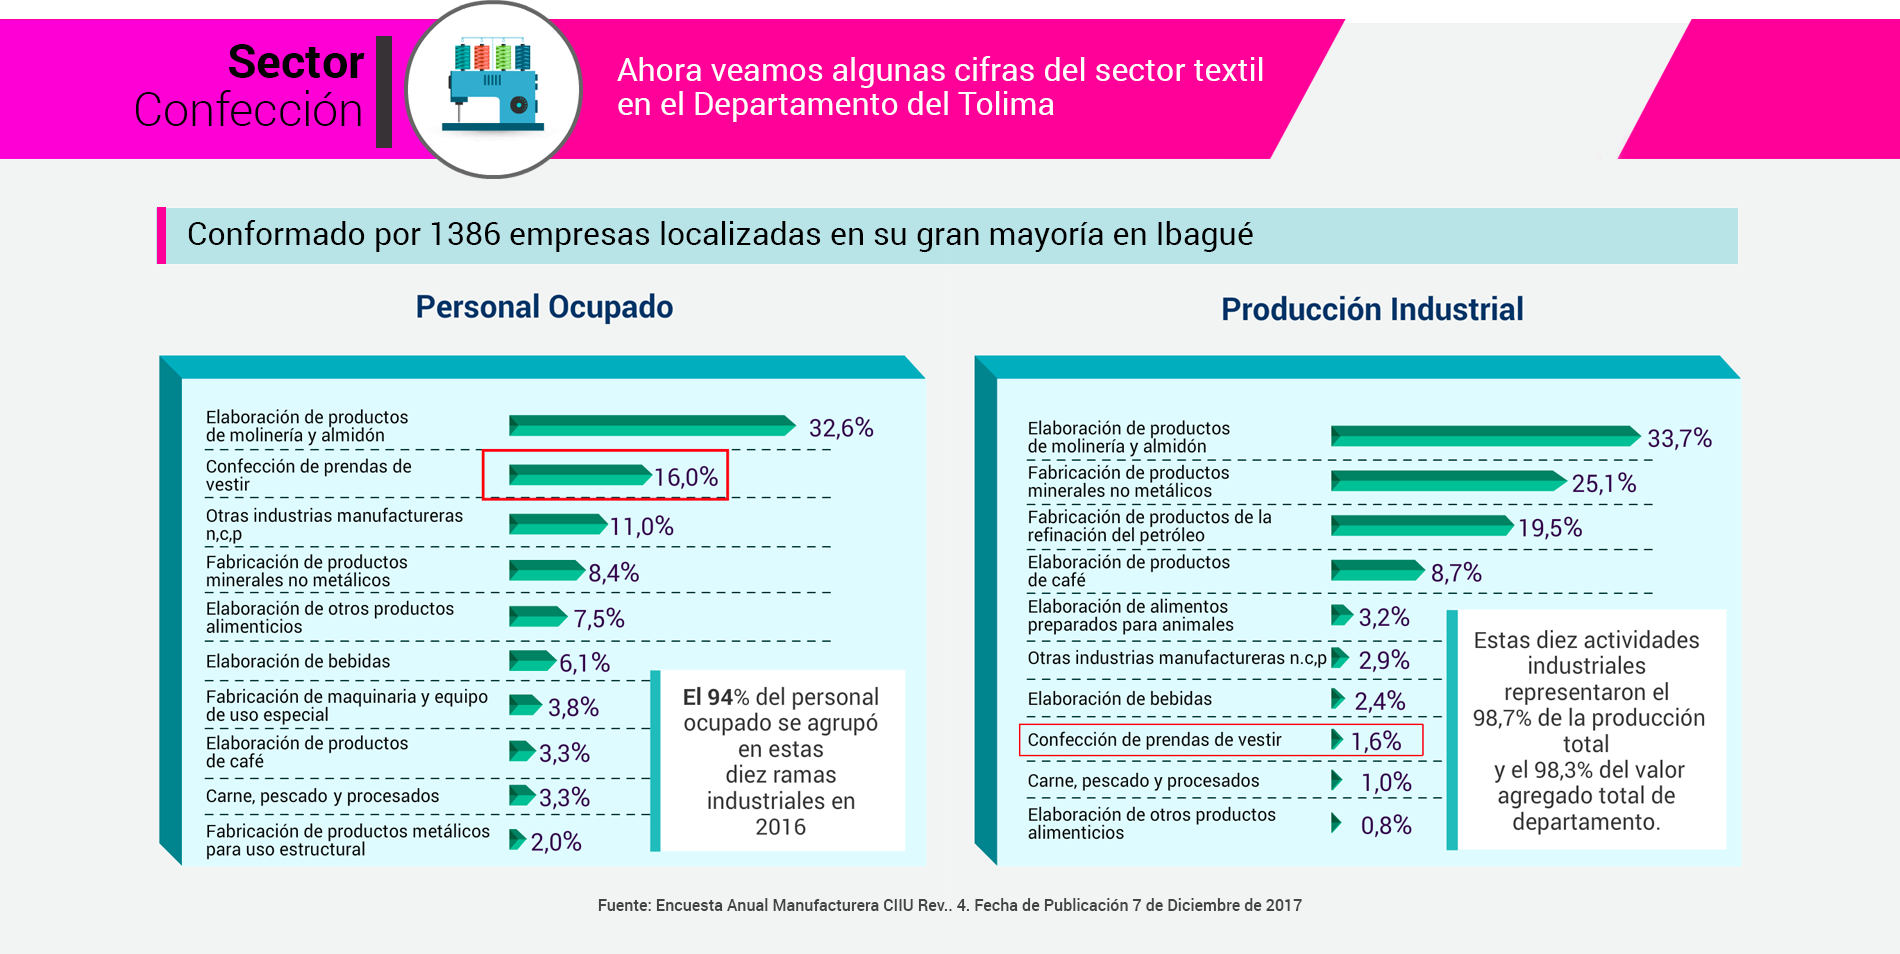 Sector
Confección
Ahora veamos algunas cifras del sector textil
en el Departamento del Tolima
Conformado por 1386 empresas localizadas en su gran mayoría en Ibagué
Personal Ocupado
Elaboración de productos
de molinería y almidón
32,6%
Confección de prendas de
vestir
16,0%
Otras industrias manufactureras
n,c,p
11,0%
Fabricación de productos
minerales no metálicos
8,4%
Elaboración de otros productos
alimenticios
7,5%
Elaboración de bebidas
6,1%
Fabricación de maquinaria y equipo
de uso especial
3,8%
Elaboración de productos
de café
3,3%
Carne, pescado y procesados
3,3%
Fabricación de productos metálicos
para uso estructural
2,0%
El 94% del personal
ocupado se agrupó
en estas
diez ramas
industriales en
2016
Producción Industrial
Elaboración de productos
de molinería y almidón
33,7%
Fabricación de productos
minerales no metálicos
25,1%
Fabricación de productos de la
refinación del petróleo
19,5%
Elaboración de productos
de café
8,7%
Elaboración de alimentos
preparados para animales
3,2%
Otras industrias manufactureras n.c,p
2,9%
Elaboración de bebidas
2,4%
Confección de prendas de vestir
1,6%
Carne, pescado y procesados
1,0%
Elaboración de otros productos
alimenticios
0,8%
Estas diez actividades
industriales
representaron el
98,7% de la producción
total
y el 98,3% del valor
agregado total de
departamento.
Fuente: Encuesta Anual Manufacturera CIIU Rev.. 4. Fecha de Publicación 7 de Diciembre de 2017